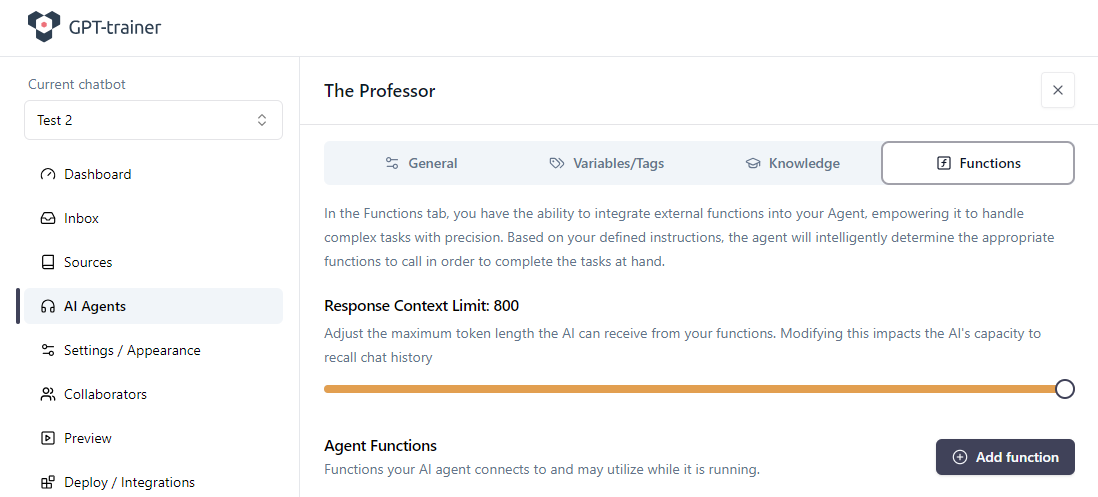 GPT-trainer
Current chatbot
Test 2
Dashboard
Inbox
Sources
AI Agents
Settings / Appearance
Collaborators
Preview
Deploy / Integrations
The Professor
General
Variables/Tags
Knowledge
Functions
In the Functions tab, you have the ability to integrate external functions into your Agent, empowering it to handle
complex tasks with precision. Based on your defined instructions, the agent will intelligently determine the appropriate
functions to call in order to complete the tasks at hand.
Response Context Limit: 800
Adjust the maximum token length the AI can receive from your functions. Modifying this impacts the AI's capacity to
recall chat history
Agent Functions
Functions your AI agent connects to and may utilize while it is running.
Add function